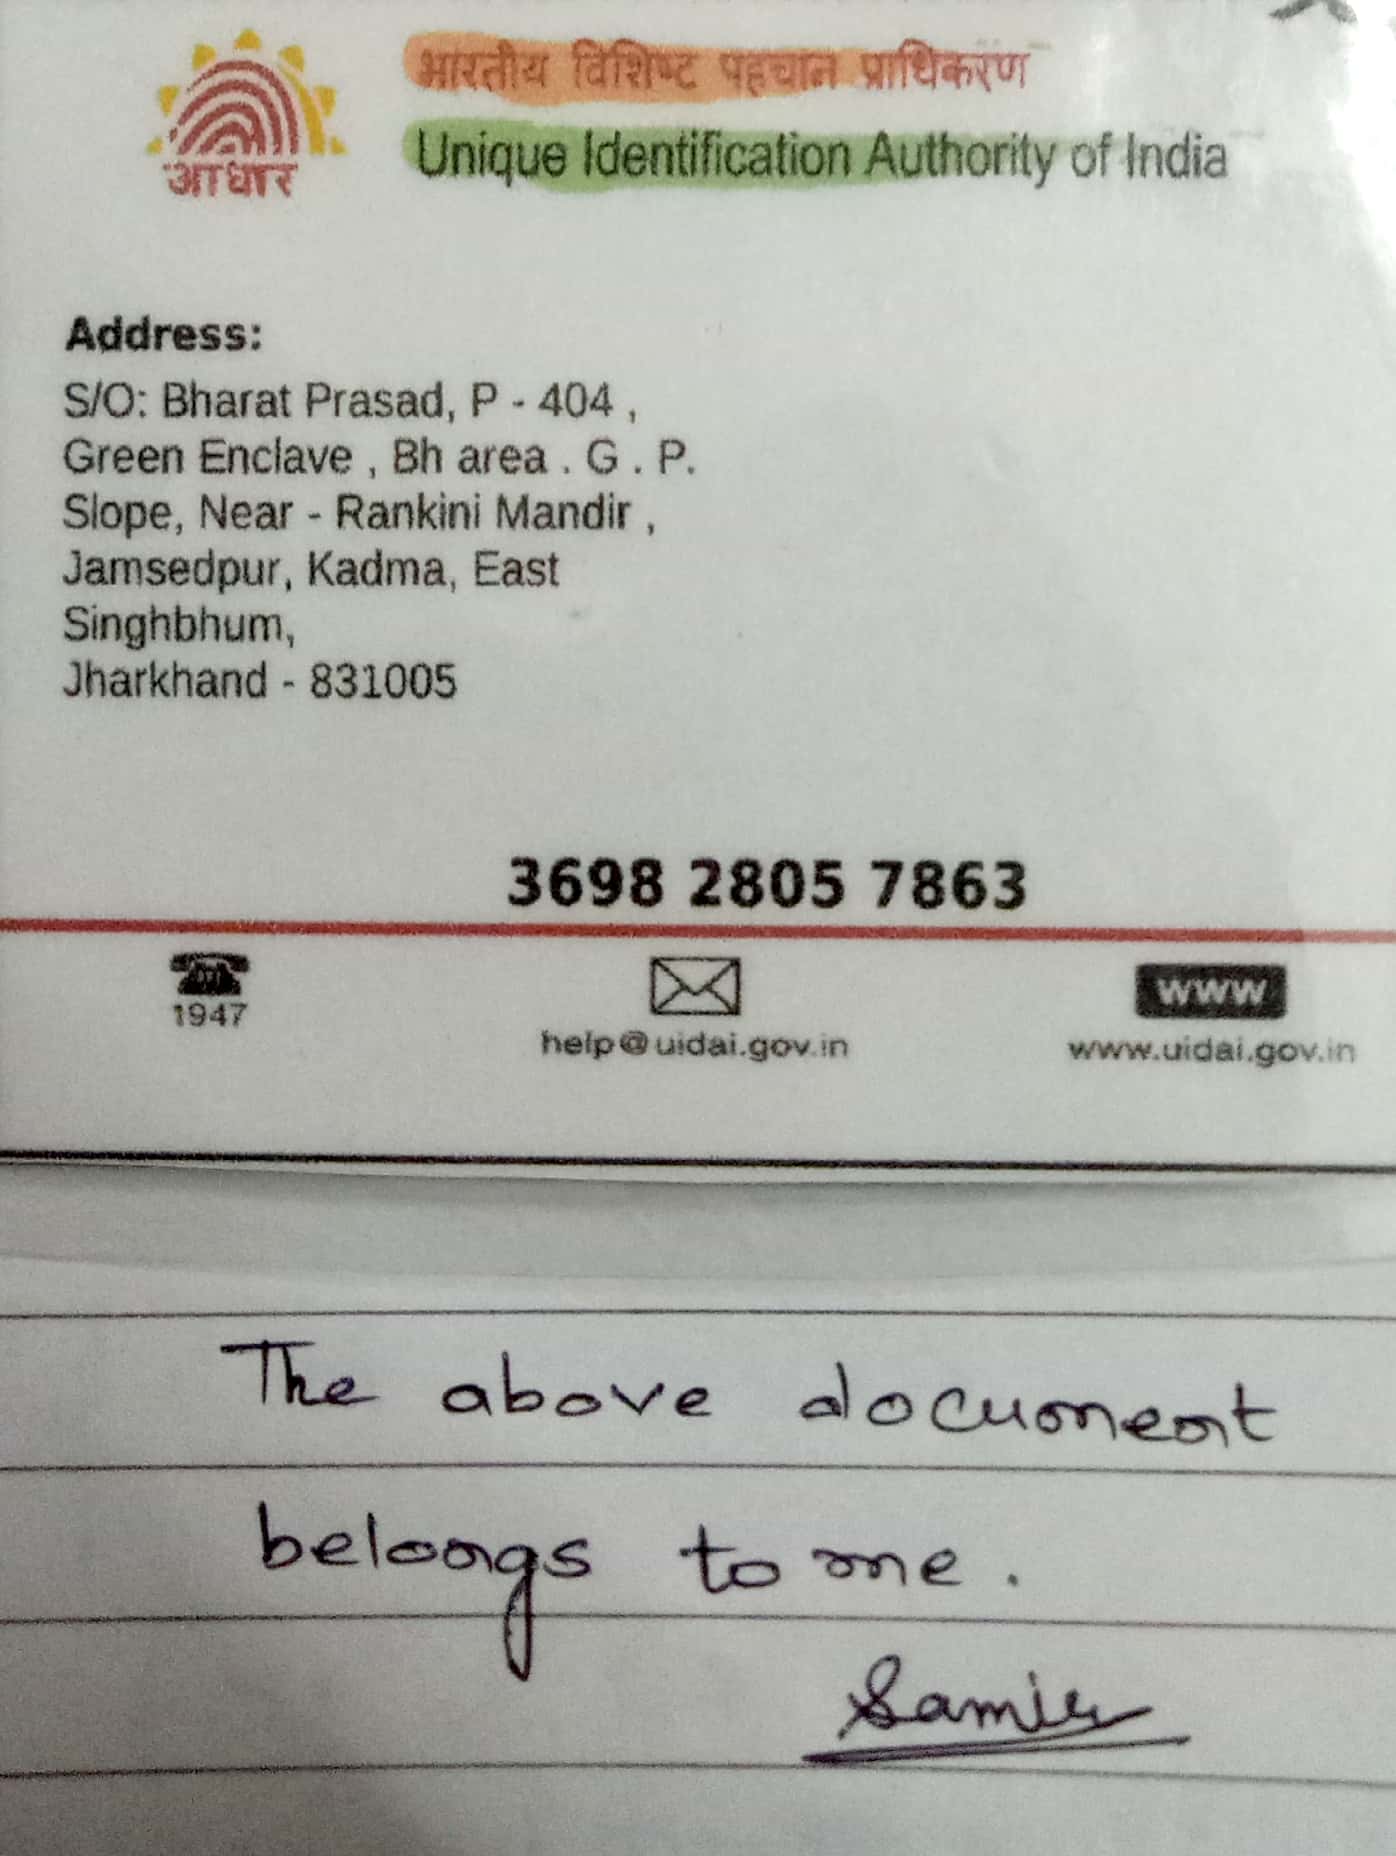 भारतीय विशिष्ट पहचान प्राधिकरण
Unique Identification Authority of India
आधार
Address:
S/O: Bharat Prasad, P - 404 ,
Green Enclave , Bh area . G . P.
Slope, Near - Rankini Mandir ,
Jamsedpur, Kadma, East
Singhbhum,
Jharkhand - 831005
3698 2805 7863
1947
help@uidai.gov.in
www
www.uidai.gov.in
The above document
belongs to me .
Samir